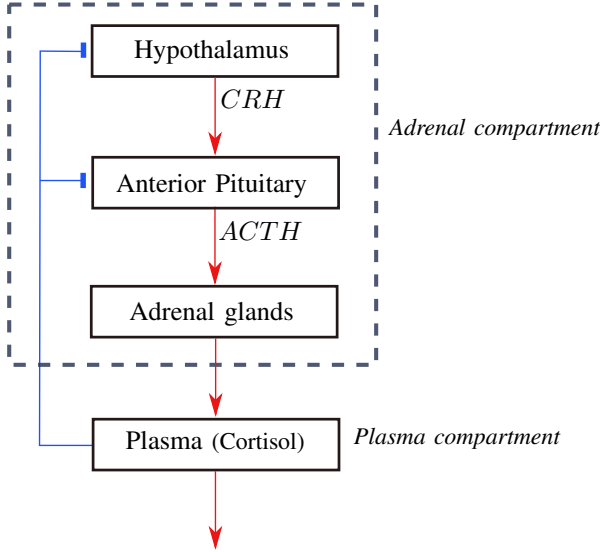 Hypothalamus
CRH
Adrenal compartment
Anterior Pituitary
ACTH
Adrenal glands
Plasma (Cortisol)
Plasma compartment